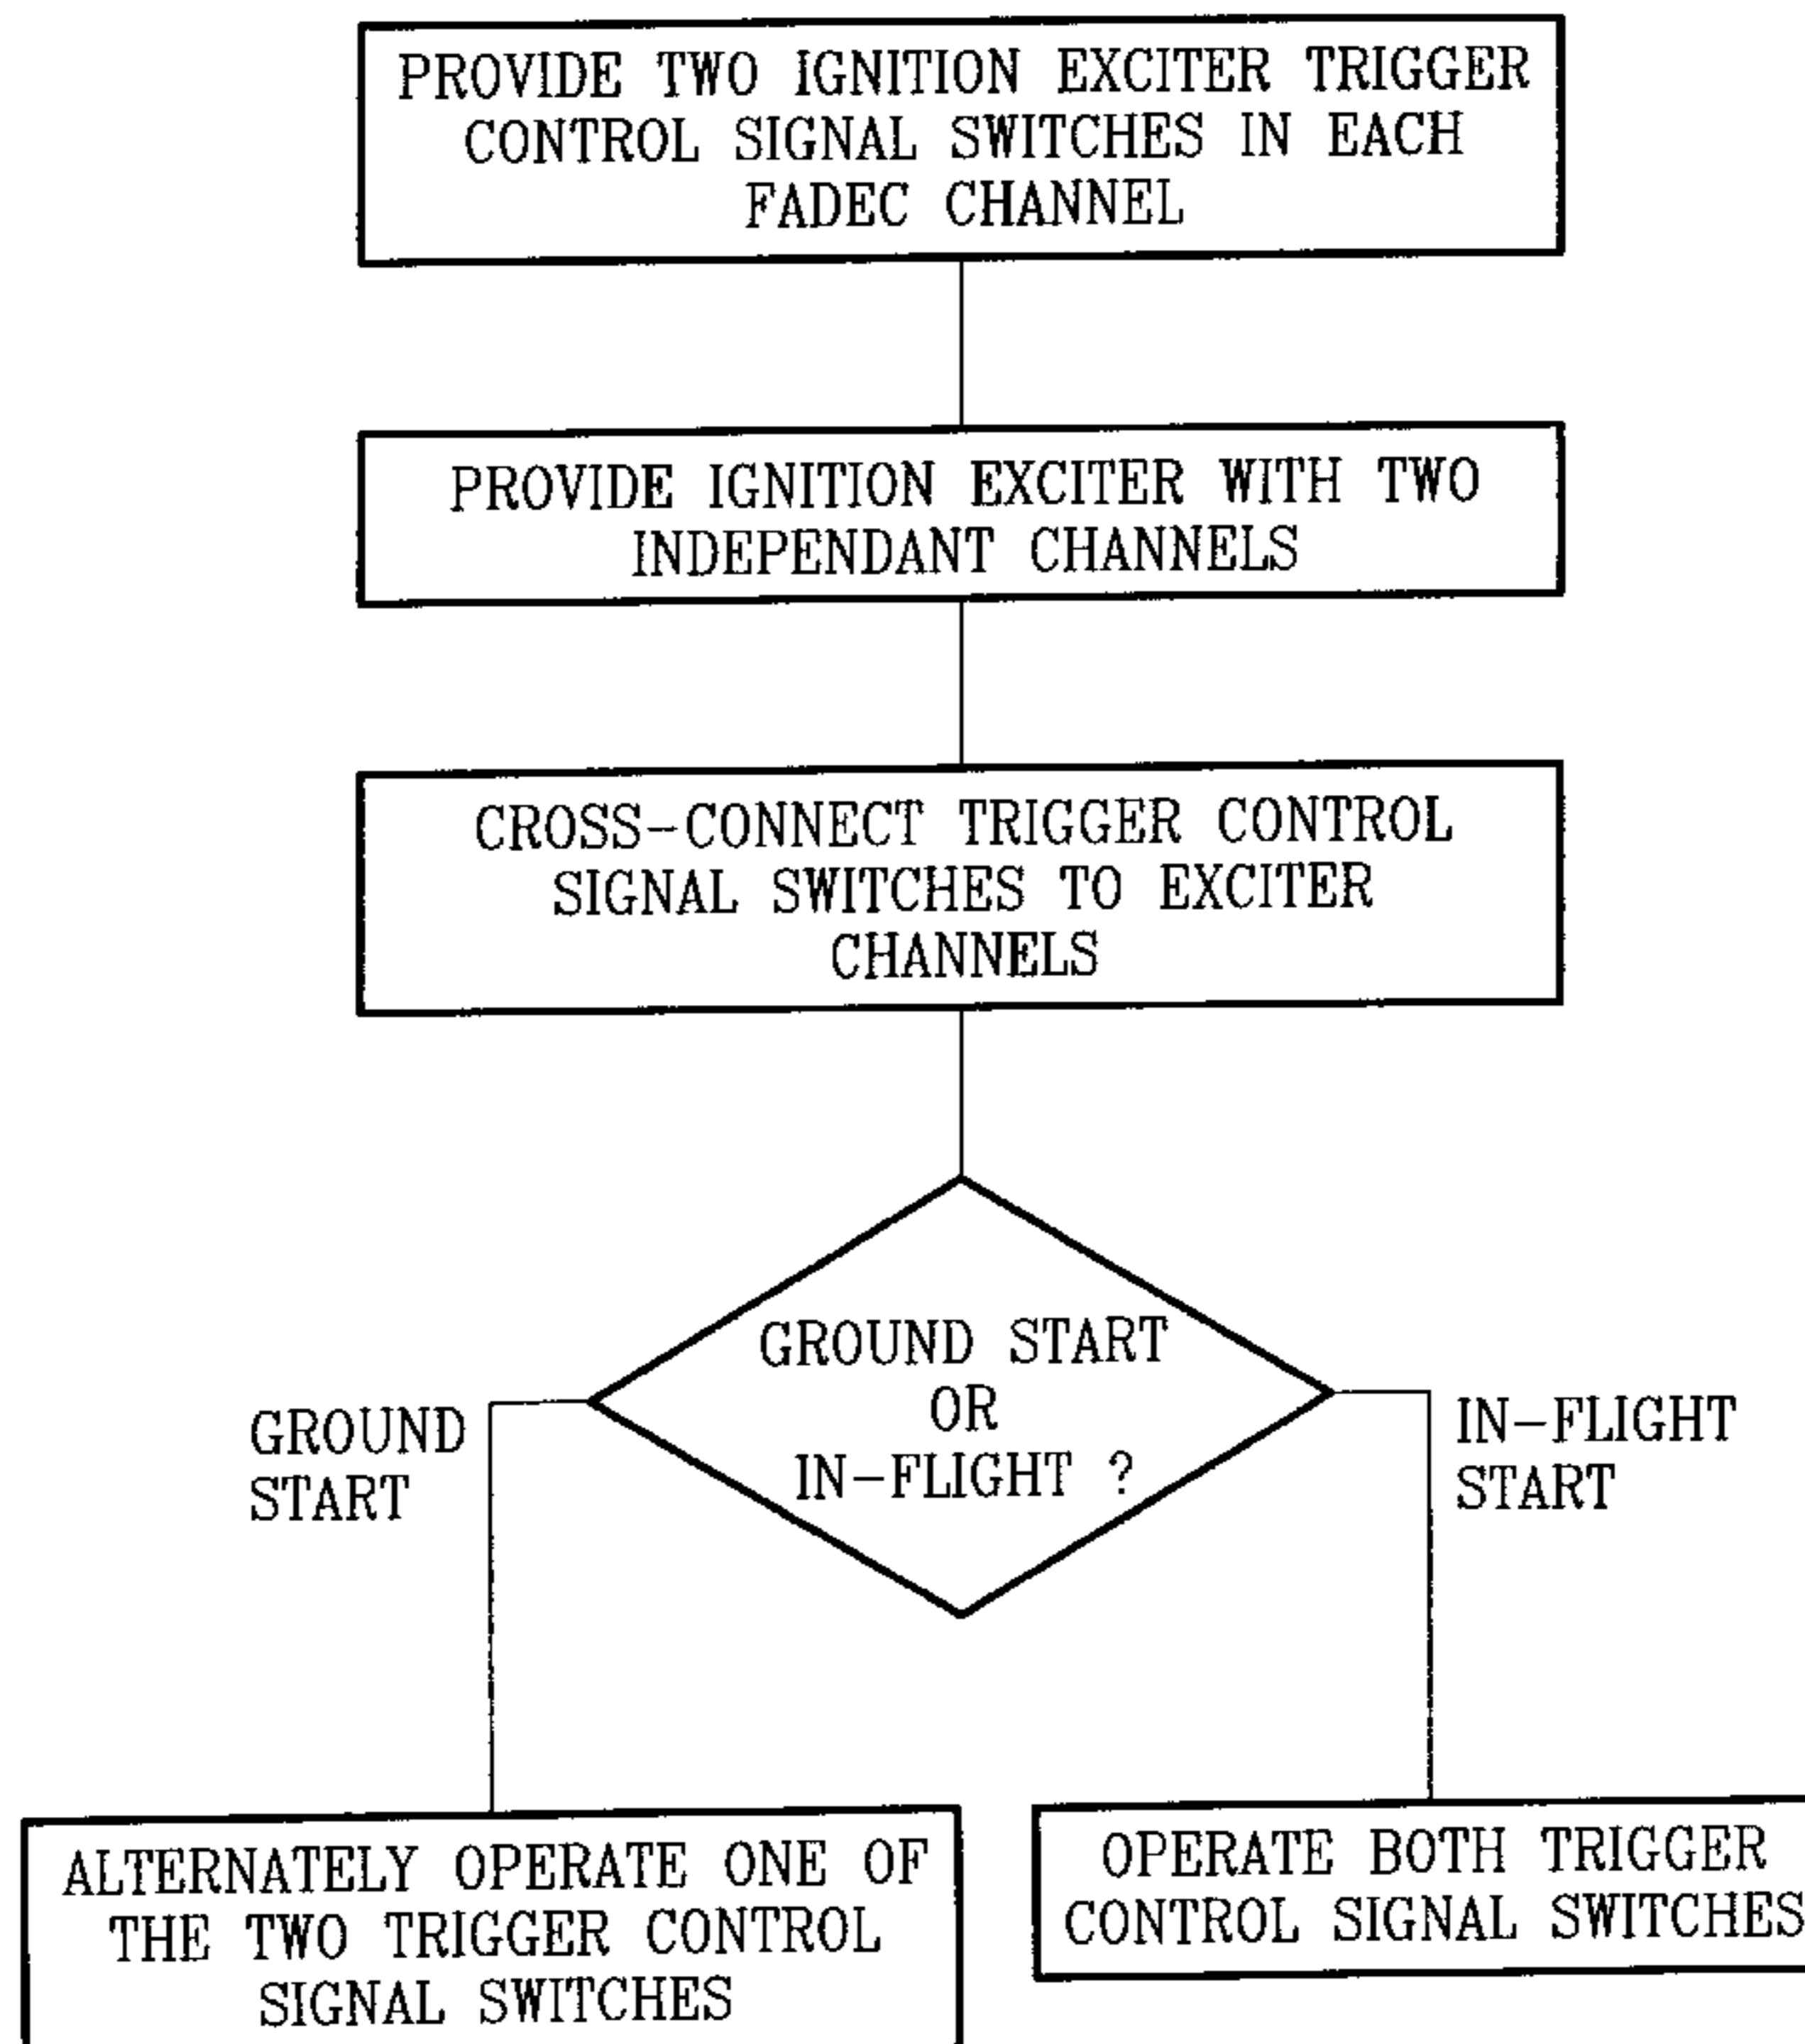 PROVIDE TWO IGNITION EXCITER TRIGGER
CONTROL SIGNAL SWITCHES IN EACH
FADEC CHANNEL
PROVIDE IGNITION EXCITER WITH TWO
INDEPENDANT CHANNELS
CROSS-CONNECT TRIGGER CONTROL
SIGNAL SWITCHES TO EXCITER
CHANNELS
GROUND START
OR
IN-FLIGHT ?
GROUND
START
IN-FLIGHT
START
ALTERNATELY OPERATE ONE OF
THE TWO TRIGGER CONTROL
SIGNAL SWITCHES
OPERATE BOTH TRIGGER
CONTROL SIGNAL SWITCHES